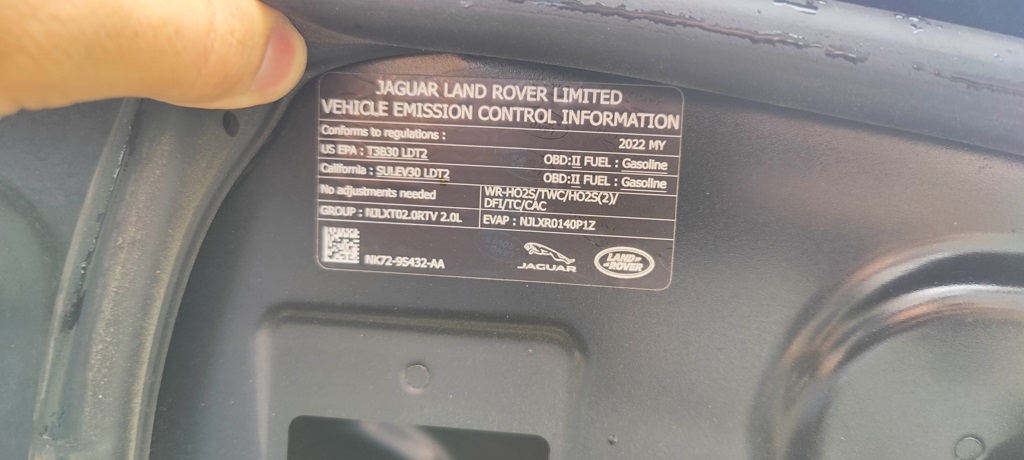 JAGUAR LAND ROVER LIMITED
VEHICLE EMISSION CONTROL INFORMATION
Conforms to regulations : 2022 MY
US EPA : T3B30 LDT2 OBD:II FUEL : Gasoline
California : SULEV30 LDT2 OBD:II FUEL : Gasoline
No adjustments needed
WR-HO2S/TWC/HO2S(2)/
DFI/TC/CAC
GROUP : NJLXT02.0RTV 2.0L EVAP : NJLXR0140P1Z
NK72-9S432-AA
JAGUAR
LAND-
ROVER